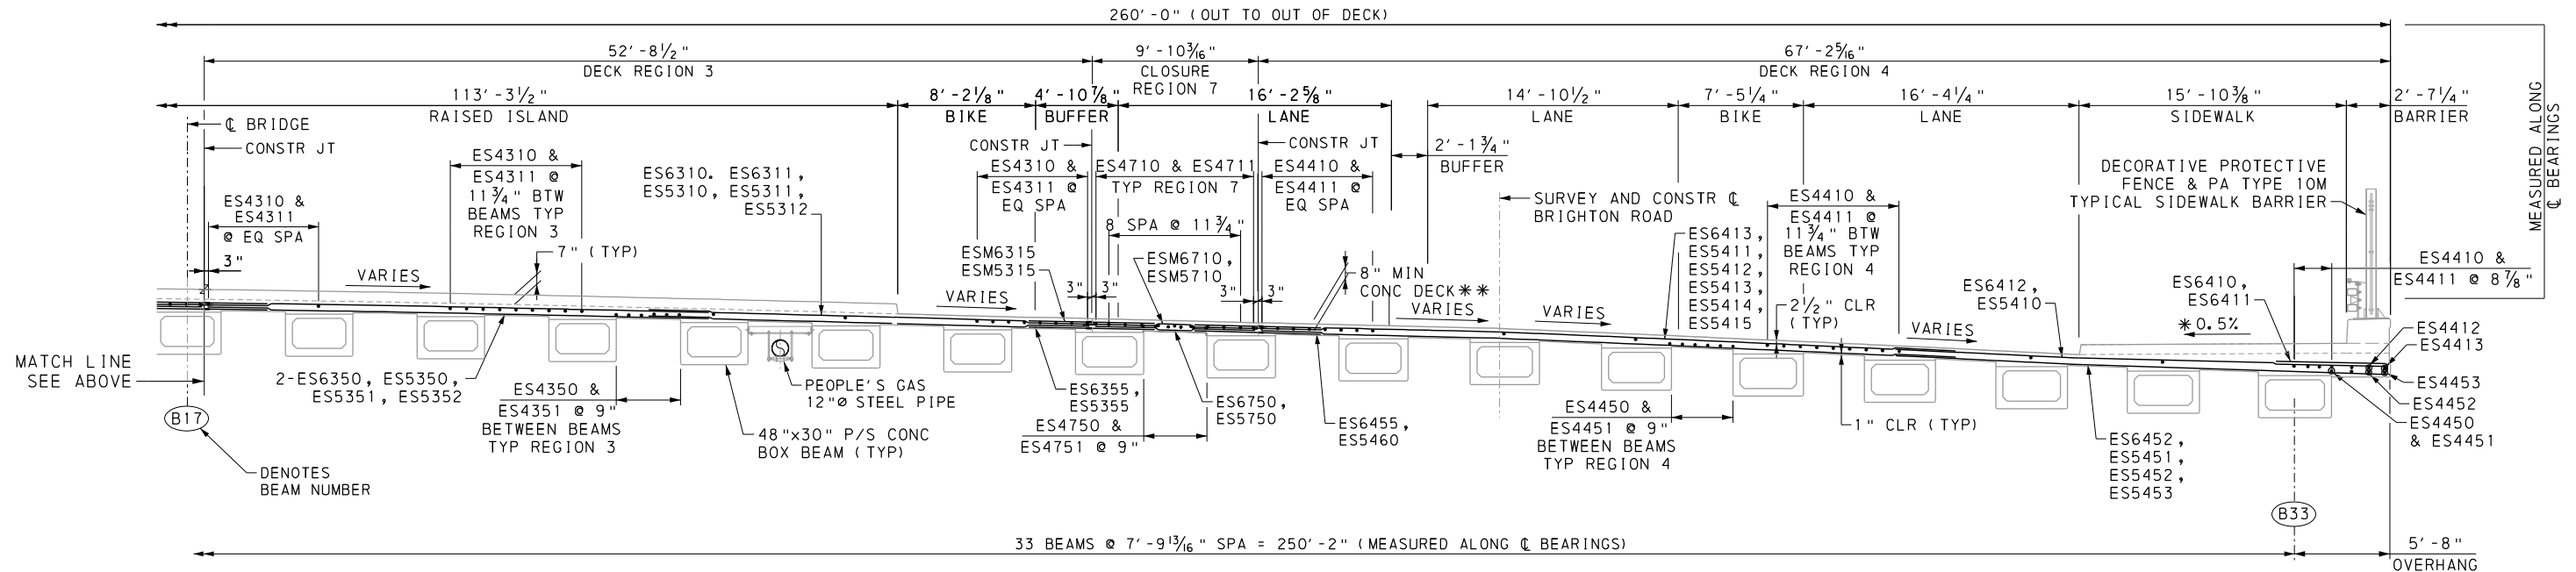 260'-0" (OUT TO OUT OF DECK)
52'-8½"
DECK REGION 3
9'-10³⁄₁₆"
CLOSURE
REGION 7
67'-2⁵⁄₁₆"
DECK REGION 4
113'-3½"
RAISED ISLAND
8'-2⅛"
BIKE
4'-10⅞"
BUFFER
16'-2⅝"
LANE
14'-10½"
LANE
7'-5¼"
BIKE
16'-4¼"
LANE
15'-10⅜"
SIDEWALK
2'-7¼"
BARRIER
MEASURED ALONG
℄ BEARINGS
℄ BRIDGE
CONSTR JT
ES4310 &
ES4311
@ EQ SPA
3"
VARIES
ES4310 &
ES4311 @
11¾" BTW
BEAMS TYP
REGION 3
7" (TYP)
ES6310. ES6311,
ES5310, ES5311,
ES5312
CONSTR JT
ES4310 &
ES4311 @
EQ SPA
ES4710 & ES4711
TYP REGION 7
8 SPA @ 11¾"
CONSTR JT
ES4410 &
ES4411 @
EQ SPA
2'-1¾"
BUFFER
ESM6315
ESM5315
VARIES
3"
3"
ESM6710,
ESM5710
3"
3"
8" MIN
CONC DECK**
VARIES
SURVEY AND CONSTR ℄
BRIGHTON ROAD
VARIES
ES6413,
ES5411,
ES5412,
ES5413,
ES5414,
ES5415
ES4410 &
ES4411 @
11¾" BTW
BEAMS TYP
REGION 4
2½" CLR
(TYP)
VARIES
ES6412,
ES5410
DECORATIVE PROTECTIVE
FENCE & PA TYPE 10M
TYPICAL SIDEWALK BARRIER
ES6410,
ES6411
*0.5%
ES4410 &
ES4411 @ 8⅞"
ES4412
ES4413
ES4453
ES4452
ES4450
& ES4451
MATCH LINE
SEE ABOVE
B17
DENOTES
BEAM NUMBER
2-ES6350, ES5350,
ES5351, ES5352
ES4350 &
ES4351 @ 9"
BETWEEN BEAMS
TYP REGION 3
PEOPLE'S GAS
12"Ø STEEL PIPE
48"x30" P/S CONC
BOX BEAM (TYP)
ES6355,
ES5355
ES4750 &
ES4751 @ 9"
ES6750,
ES5750
ES6455,
ES5460
ES4450 &
ES4451 @ 9"
BETWEEN BEAMS
TYP REGION 4
1" CLR (TYP)
ES6452,
ES5451,
ES5452,
ES5453
B33
33 BEAMS @ 7'-9¹³⁄₁₆" SPA = 250'-2" (MEASURED ALONG ℄ BEARINGS)
5'-8"
OVERHANG